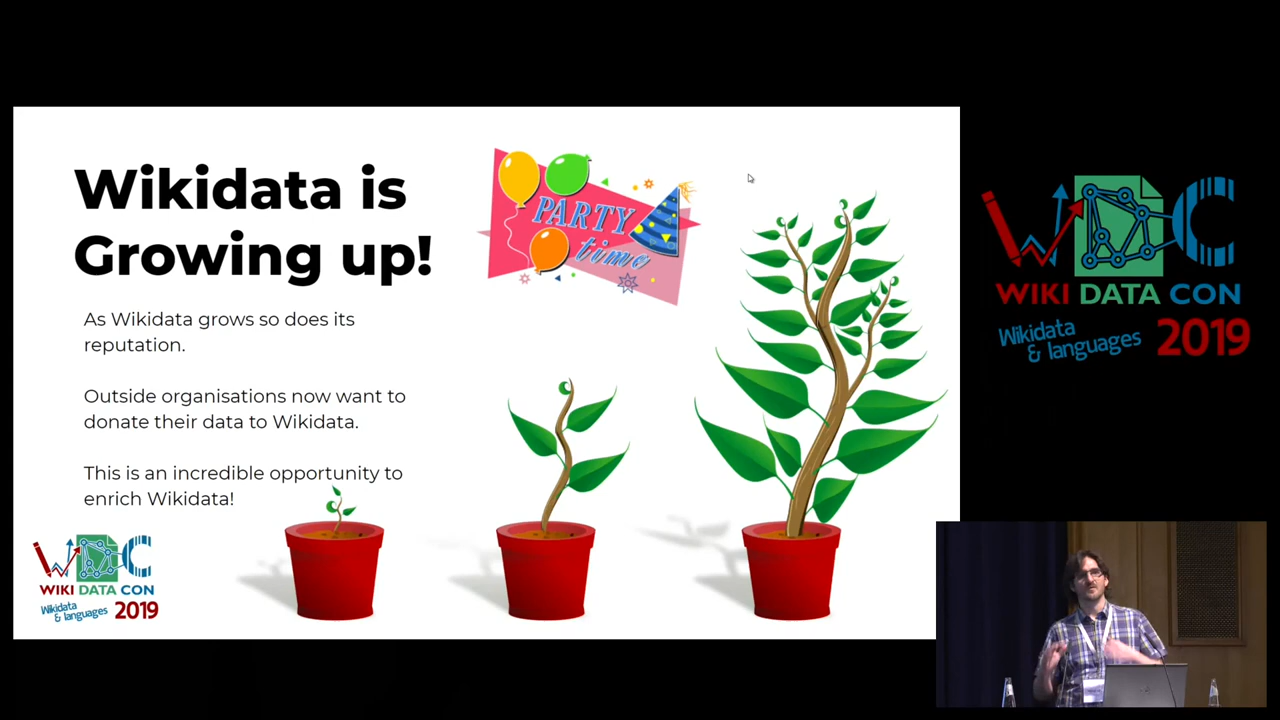 Wikidata is
Growing up!
PARTY
time
As Wikidata grows so does its
reputation.
Outside organisations now want to
donate their data to Wikidata.
This is an incredible opportunity to
enrich Wikidata!
WDC
WIKI DATA CON
Wikidata
& languages 2019
WDC
WIKI DATA CON
Wikidata
& languages 2019